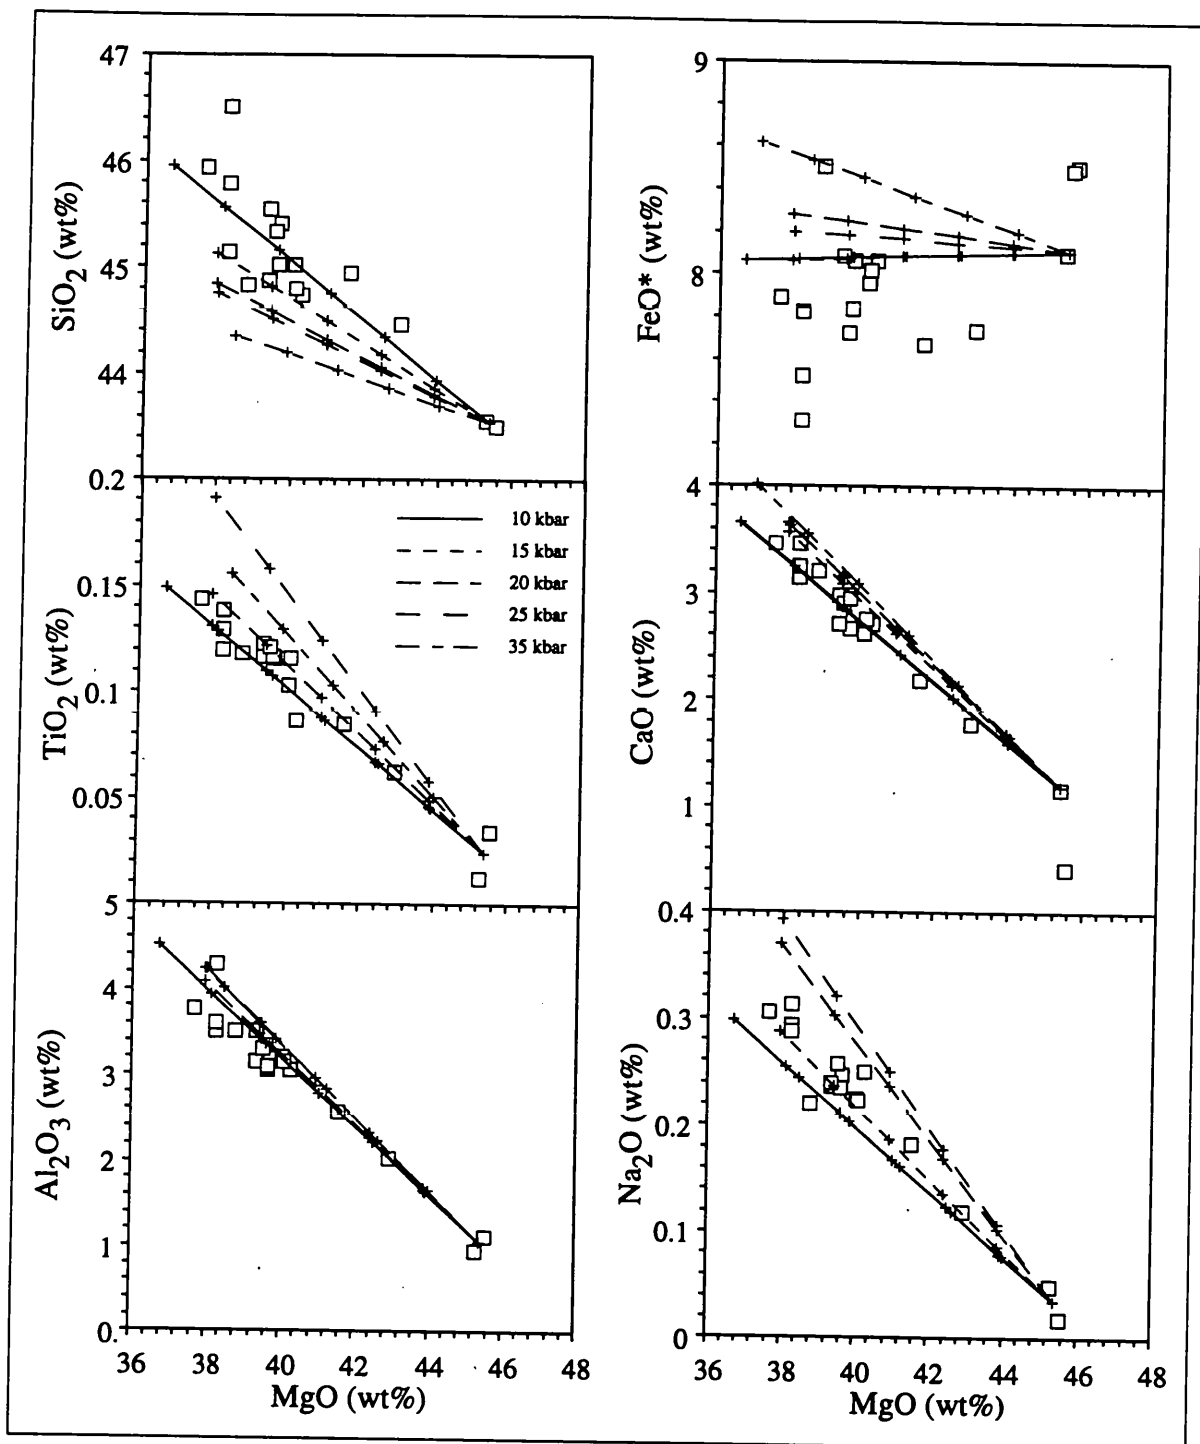 47
46
45
44
SiO2 (wt%)
9
8
FeO* (wt%)
0.2
0.15
0.1
0.05
TiO2 (wt%)
10 kbar
15 kbar
20 kbar
25 kbar
35 kbar
4
3
2
1
CaO (wt%)
5
4
3
2
1
0.
Al2O3 (wt%)
36 38 40 42 44 46 48
MgO (wt%)
0.4
0.3
0.2
0.1
0
Na2O (wt%)
36 38 40 42 44 46 48
MgO (wt%)